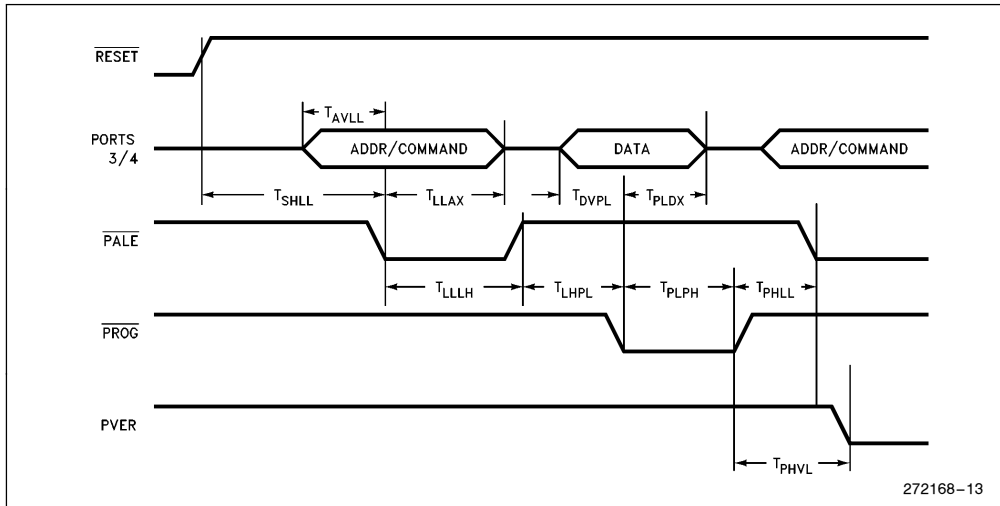 RESET
TAVLL
PORTS
3/4
ADDR/COMMAND
DATA
ADDR/COMMAND
TSHLL
TLLAX
TDVPL
TPLDX
PALE
TLLLH
TLHPL
TPLPH
TPHLL
PROG
PVER
TPHVL
272168–13